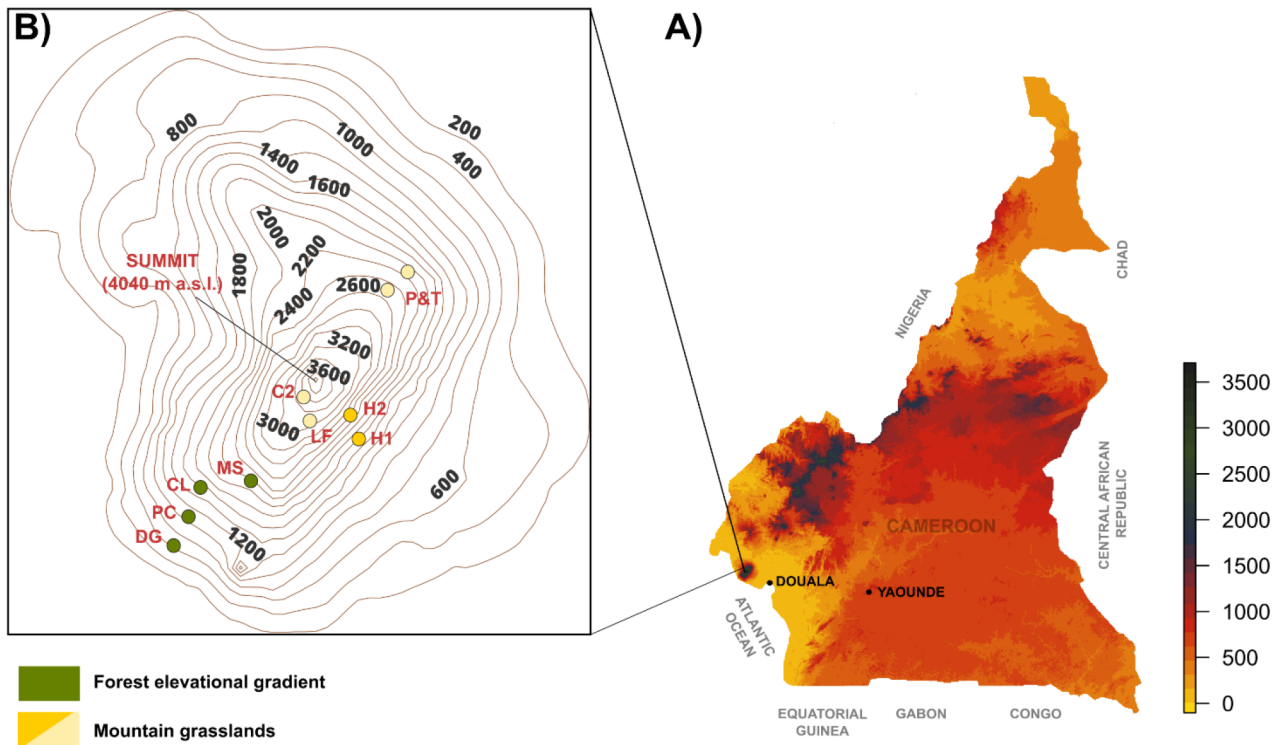 B)
A)
200
800
1000
400
1400
1600
2000
2200
SUMMIT
(4040 m a.s.l.)
1800
2600
P&T
2400
3200
3600
C2
H2
3000
LF
H1
MS
CL
600
PC
DG
1200
Forest elevational gradient
Mountain grasslands
CHAD
NIGERIA
CENTRAL AFRICAN
REPUBLIC
CAMEROON
DOUALA
YAOUNDE
ATLANTIC
OCEAN
EQUATORIAL
GUINEA
GABON
CONGO
3500
3000
2500
2000
1500
1000
500
0